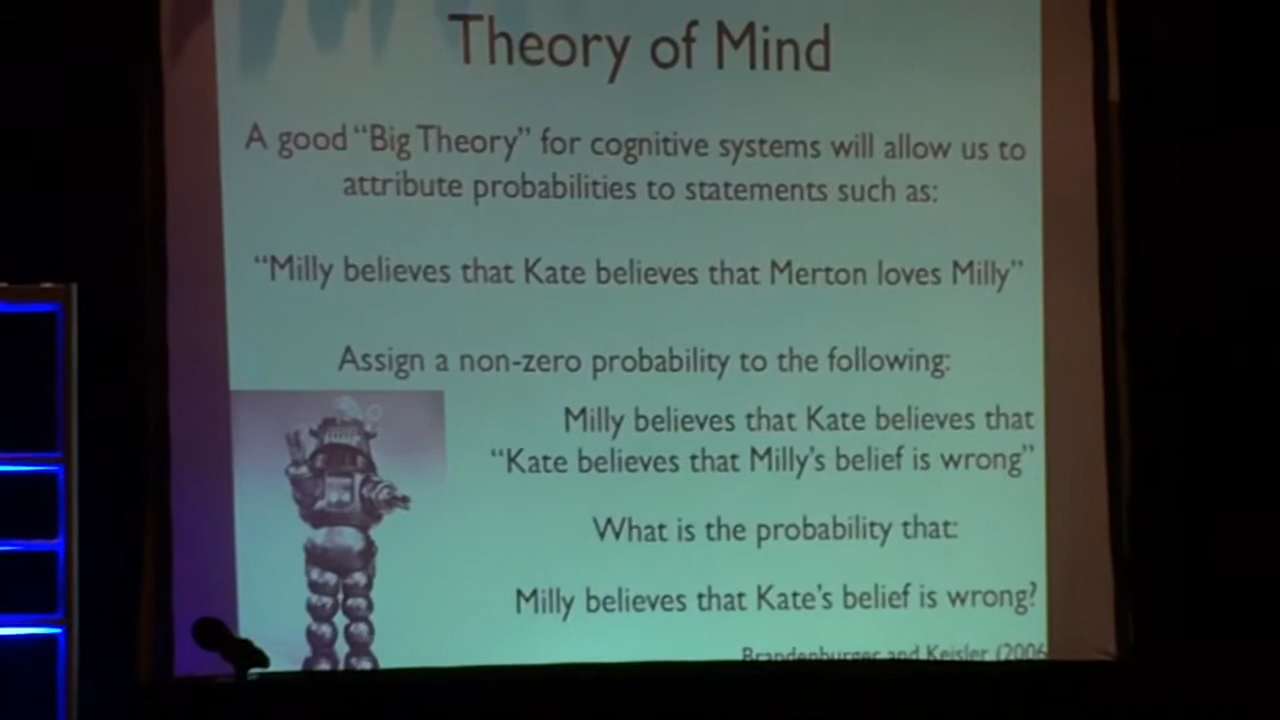 Theory of Mind
A good “Big Theory” for cognitive systems will allow us to
attribute probabilities to statements such as:
“Milly believes that Kate believes that Merton loves Milly”
Assign a non-zero probability to the following:
Milly believes that Kate believes that
“Kate believes that Milly’s belief is wrong”
What is the probability that:
Milly believes that Kate’s belief is wrong?
Brandenburger and Keisler (2006